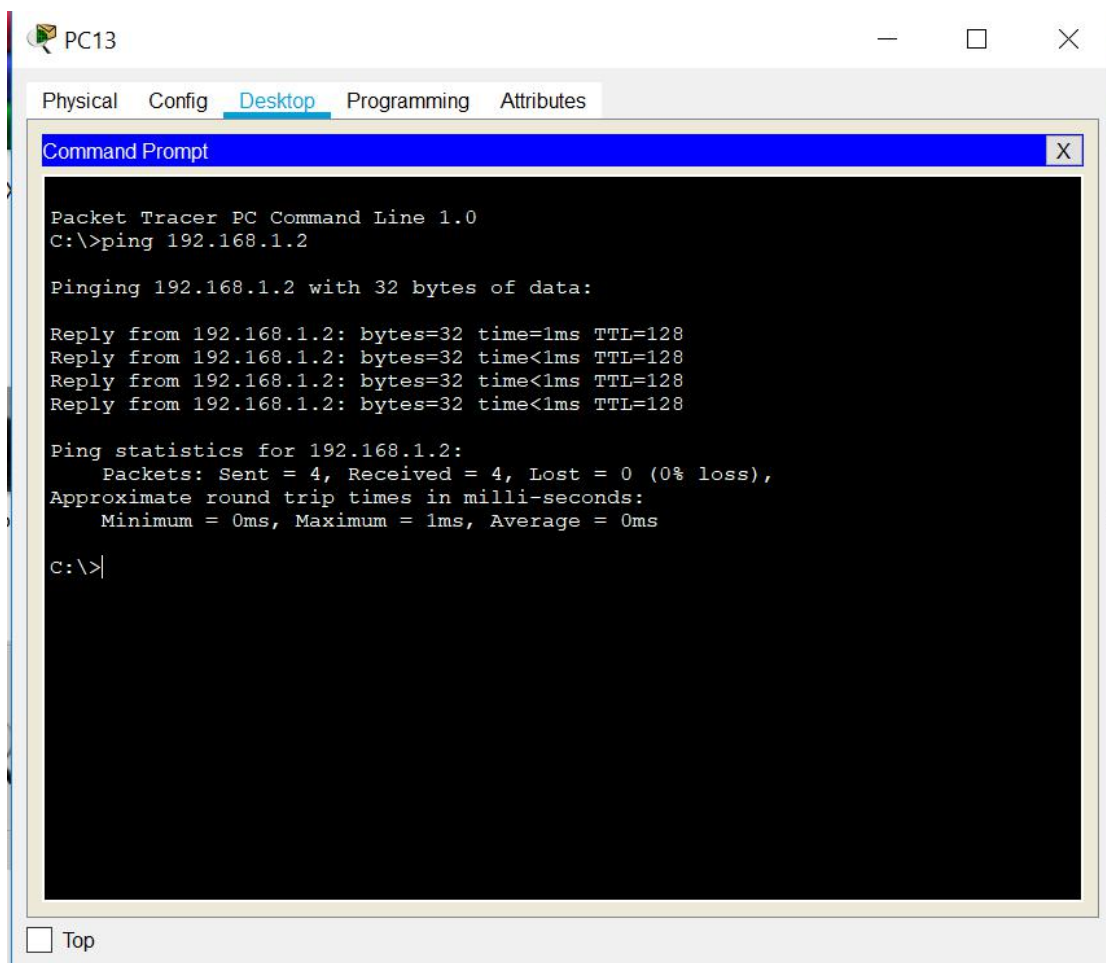 PC13
Physical Config Desktop Programming Attributes
Command Prompt X
Packet Tracer PC Command Line 1.0
C:\>ping 192.168.1.2
Pinging 192.168.1.2 with 32 bytes of data:
Reply from 192.168.1.2: bytes=32 time=1ms TTL=128
Reply from 192.168.1.2: bytes=32 time<1ms TTL=128
Reply from 192.168.1.2: bytes=32 time<1ms TTL=128
Reply from 192.168.1.2: bytes=32 time<1ms TTL=128
Ping statistics for 192.168.1.2:
Packets: Sent = 4, Received = 4, Lost = 0 (0% loss),
Approximate round trip times in milli-seconds:
Minimum = 0ms, Maximum = 1ms, Average = 0ms
C:\>
Top